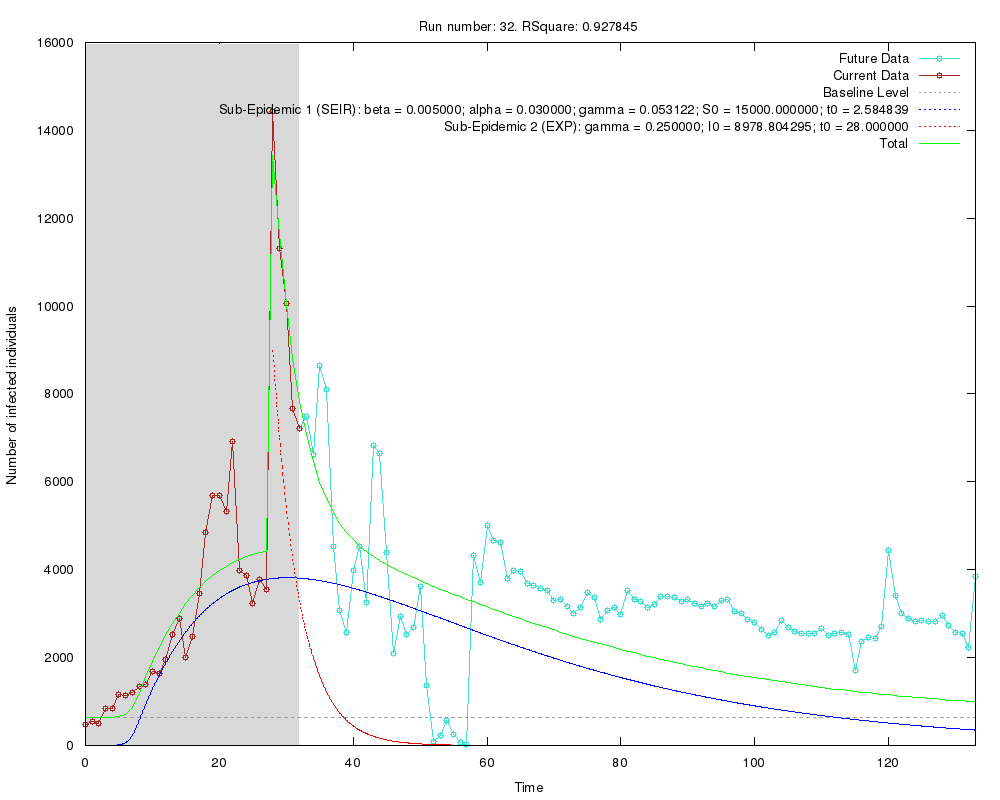 Run number: 32. RSquare: 0.927845
16000
14000
12000
10000
8000
6000
4000
2000
0
Number of infected individuals
Future Data
Current Data
Baseline Level
Sub-Epidemic 1 (SEIR): beta = 0.005000; alpha = 0.030000; gamma = 0.053122; S0 = 15000.000000; t0 = 2.584839
Sub-Epidemic 2 (EXP): gamma = 0.250000; I0 = 8978.804295; t0 = 28.000000
Total
0 20 40 60 80 100 120
Time